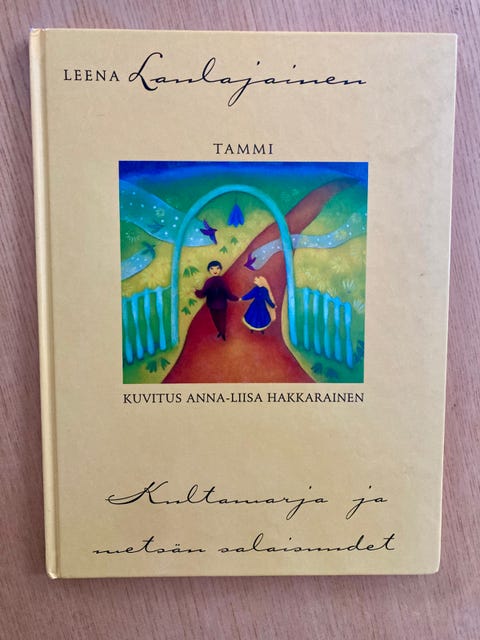 LEENA Laulajainen
TAMMI
KUVITUS ANNA-LIISA HAKKARAINEN
Kultamarja ja
metsän salaisuudet